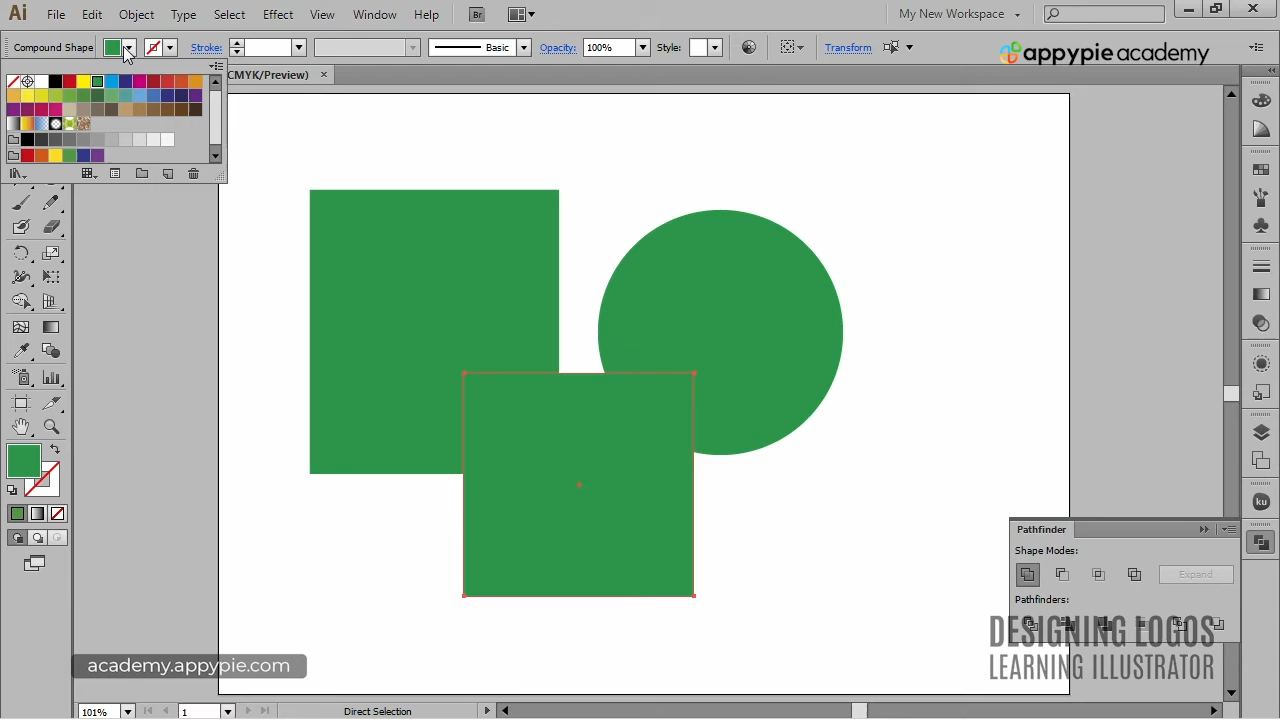 Ai File Edit Object Type Select Effect View Window Help Br My New Workspace
Compound Shape Stroke: Basic Opacity: 100% Style: Transform
appypie academy
CMYK/Preview) ×
ku
Pathfinder
Shape Modes:
Expand
Pathfinders:
DESIGNING LOGOS
LEARNING ILLUSTRATOR
academy.appypie.com
101% 1 Direct Selection